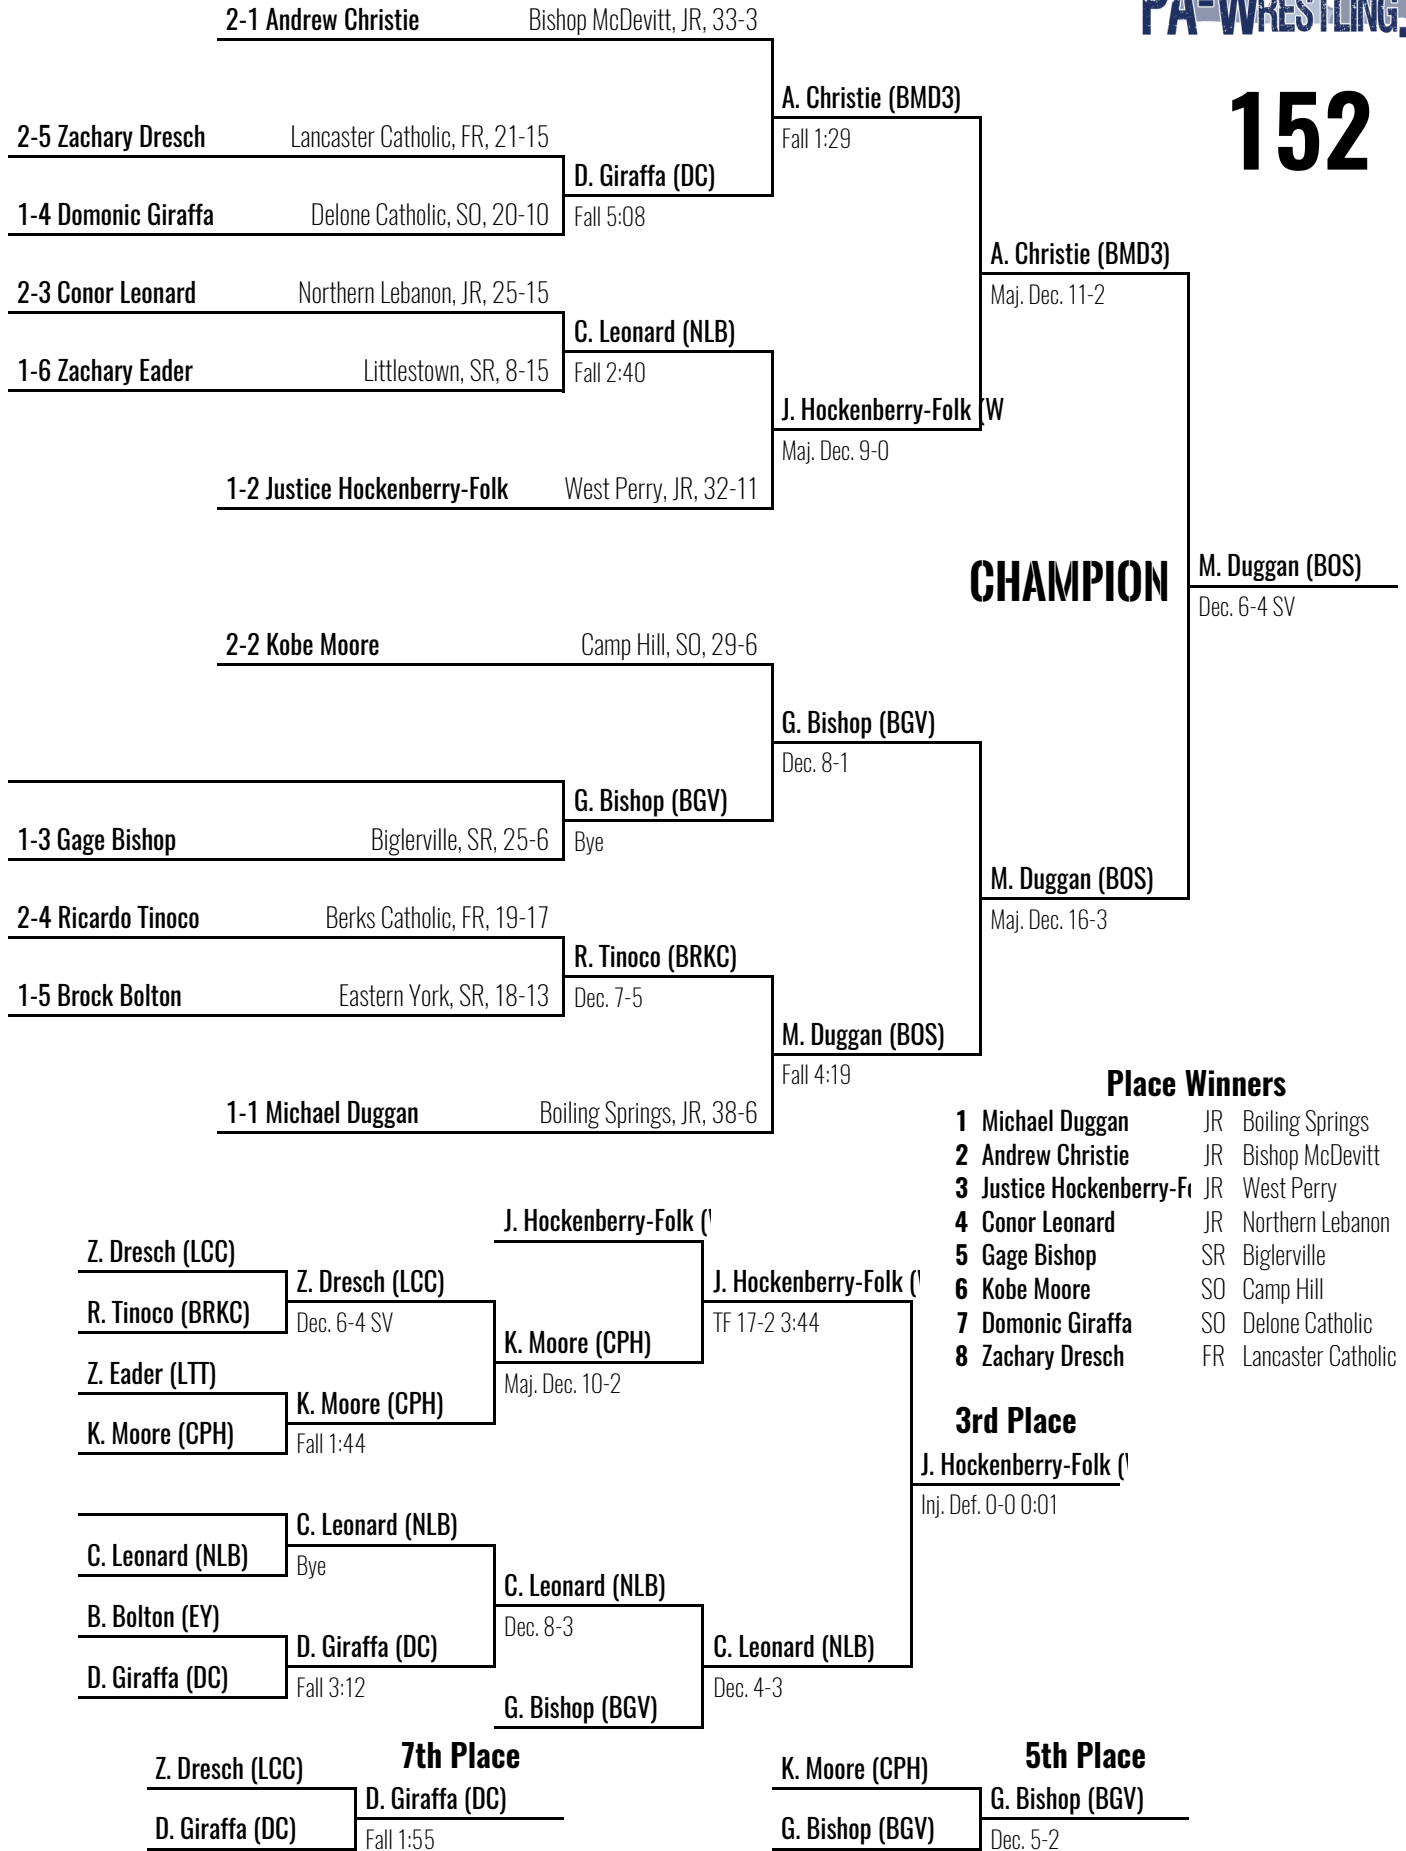 PA-WRESTLING.
152
2-1 Andrew Christie Bishop McDevitt, JR, 33-3
A. Christie (BMD3)
Fall 1:29
2-5 Zachary Dresch Lancaster Catholic, FR, 21-15
D. Giraffa (DC)
Fall 5:08
1-4 Domonic Giraffa Delone Catholic, SO, 20-10
A. Christie (BMD3)
Maj. Dec. 11-2
2-3 Conor Leonard Northern Lebanon, JR, 25-15
C. Leonard (NLB)
Fall 2:40
1-6 Zachary Eader Littlestown, SR, 8-15
J. Hockenberry-Folk (W
Maj. Dec. 9-0
1-2 Justice Hockenberry-Folk West Perry, JR, 32-11
CHAMPION
M. Duggan (BOS)
Dec. 6-4 SV
2-2 Kobe Moore Camp Hill, SO, 29-6
G. Bishop (BGV)
Dec. 8-1
G. Bishop (BGV)
Bye
1-3 Gage Bishop Biglerville, SR, 25-6
M. Duggan (BOS)
Maj. Dec. 16-3
2-4 Ricardo Tinoco Berks Catholic, FR, 19-17
R. Tinoco (BRKC)
Dec. 7-5
1-5 Brock Bolton Eastern York, SR, 18-13
M. Duggan (BOS)
Fall 4:19
1-1 Michael Duggan Boiling Springs, JR, 38-6
Place Winners
1 Michael Duggan JR Boiling Springs
2 Andrew Christie JR Bishop McDevitt
3 Justice Hockenberry-F JR West Perry
4 Conor Leonard JR Northern Lebanon
5 Gage Bishop SR Biglerville
6 Kobe Moore SO Camp Hill
7 Domonic Giraffa SO Delone Catholic
8 Zachary Dresch FR Lancaster Catholic
J. Hockenberry-Folk (
Z. Dresch (LCC)
Z. Dresch (LCC)
Dec. 6-4 SV
R. Tinoco (BRKC)
J. Hockenberry-Folk (
TF 17-2 3:44
K. Moore (CPH)
Maj. Dec. 10-2
Z. Eader (LTT)
K. Moore (CPH)
Fall 1:44
K. Moore (CPH)
3rd Place
J. Hockenberry-Folk (
Inj. Def. 0-0 0:01
C. Leonard (NLB)
Bye
C. Leonard (NLB)
C. Leonard (NLB)
Dec. 8-3
B. Bolton (EY)
D. Giraffa (DC)
Fall 3:12
D. Giraffa (DC)
C. Leonard (NLB)
Dec. 4-3
G. Bishop (BGV)
7th Place
Z. Dresch (LCC)
D. Giraffa (DC)
Fall 1:55
D. Giraffa (DC)
5th Place
K. Moore (CPH)
G. Bishop (BGV)
Dec. 5-2
G. Bishop (BGV)